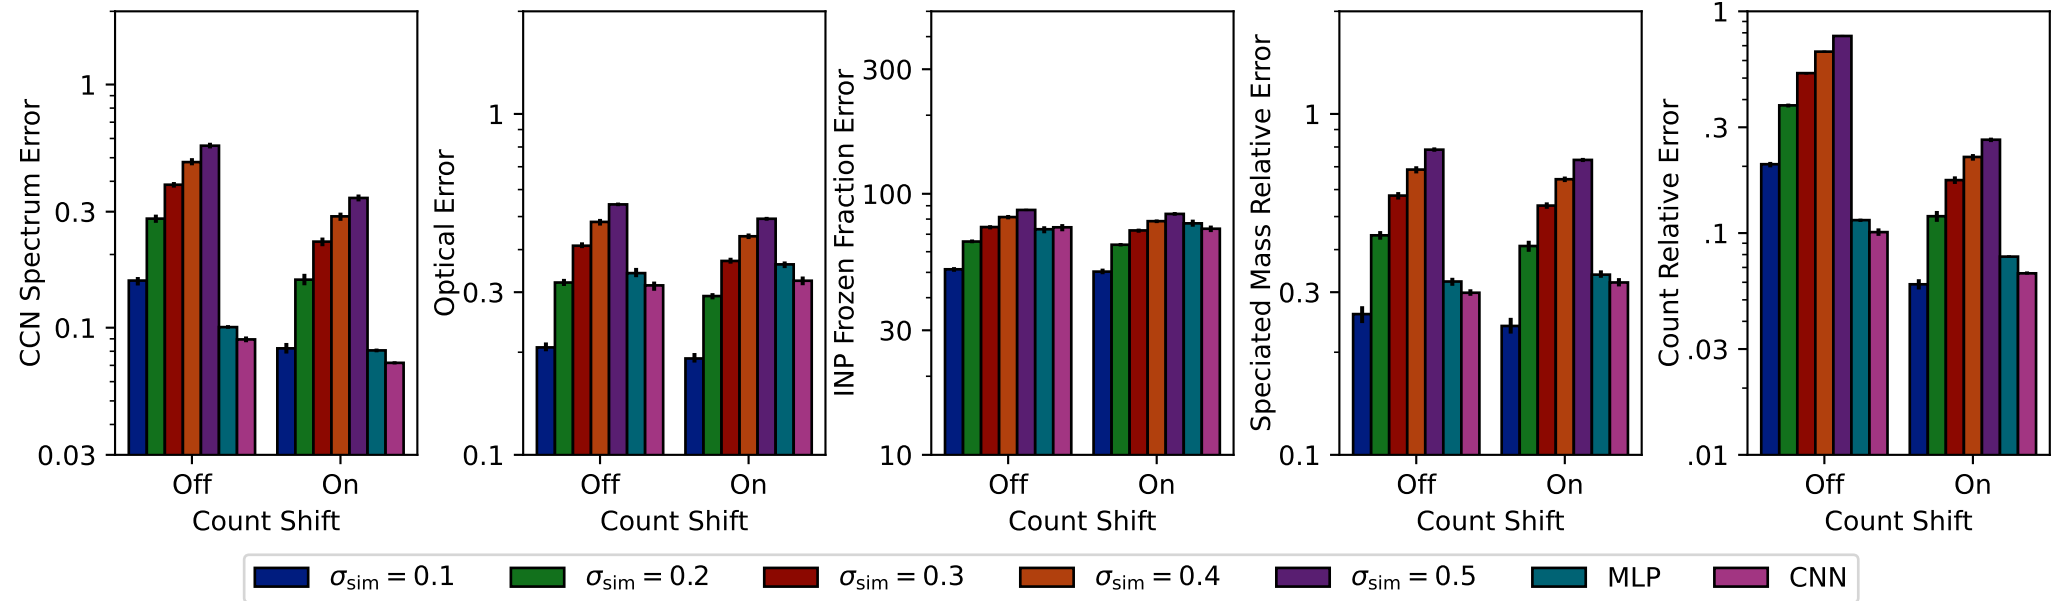 CCN Spectrum Error
1
0.3
0.1
0.03
Off
On
Count Shift
Optical Error
1
0.3
0.1
Off
On
Count Shift
INP Frozen Fraction Error
300
100
30
10
Off
On
Count Shift
Speciated Mass Relative Error
1
0.3
0.1
Off
On
Count Shift
Count Relative Error
1
.3
.1
.03
.01
Off
On
Count Shift
σsim = 0.1
σsim = 0.2
σsim = 0.3
σsim = 0.4
σsim = 0.5
MLP
CNN